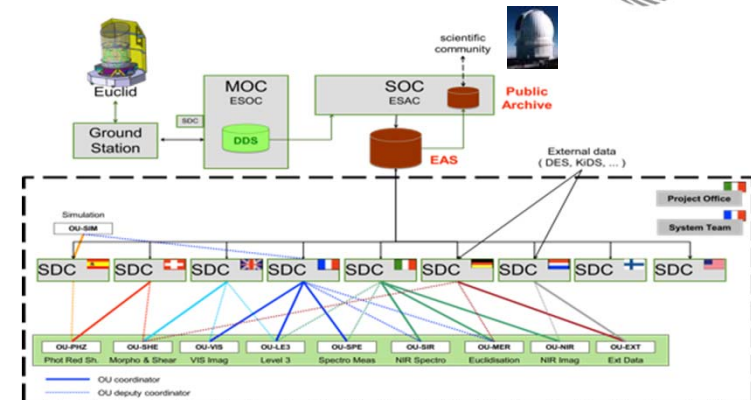 scientific
community
Euclid
MOC
ESOC
SOC
ESAC
Public
Archive
SDC
Ground
Station
DDS
EAS
External data
( DES, KiDS, ... )
Project Office
System Team
Simulation
OU-SIM
SDC
SDC
SDC
SDC
SDC
SDC
SDC
SDC
SDC
OU-PHZ
OU-SHE
OU-VIS
OU-LE3
OU-SPE
OU-SIR
OU-MER
OU-NIR
OU-EXT
Phot Red Sh.
Morpho & Shear
VIS Imag
Level 3
Spectro Meas
NIR Spectro
Euclidisation
NIR Imag
Ext Data
OU coordinator
OU deputy coordinator